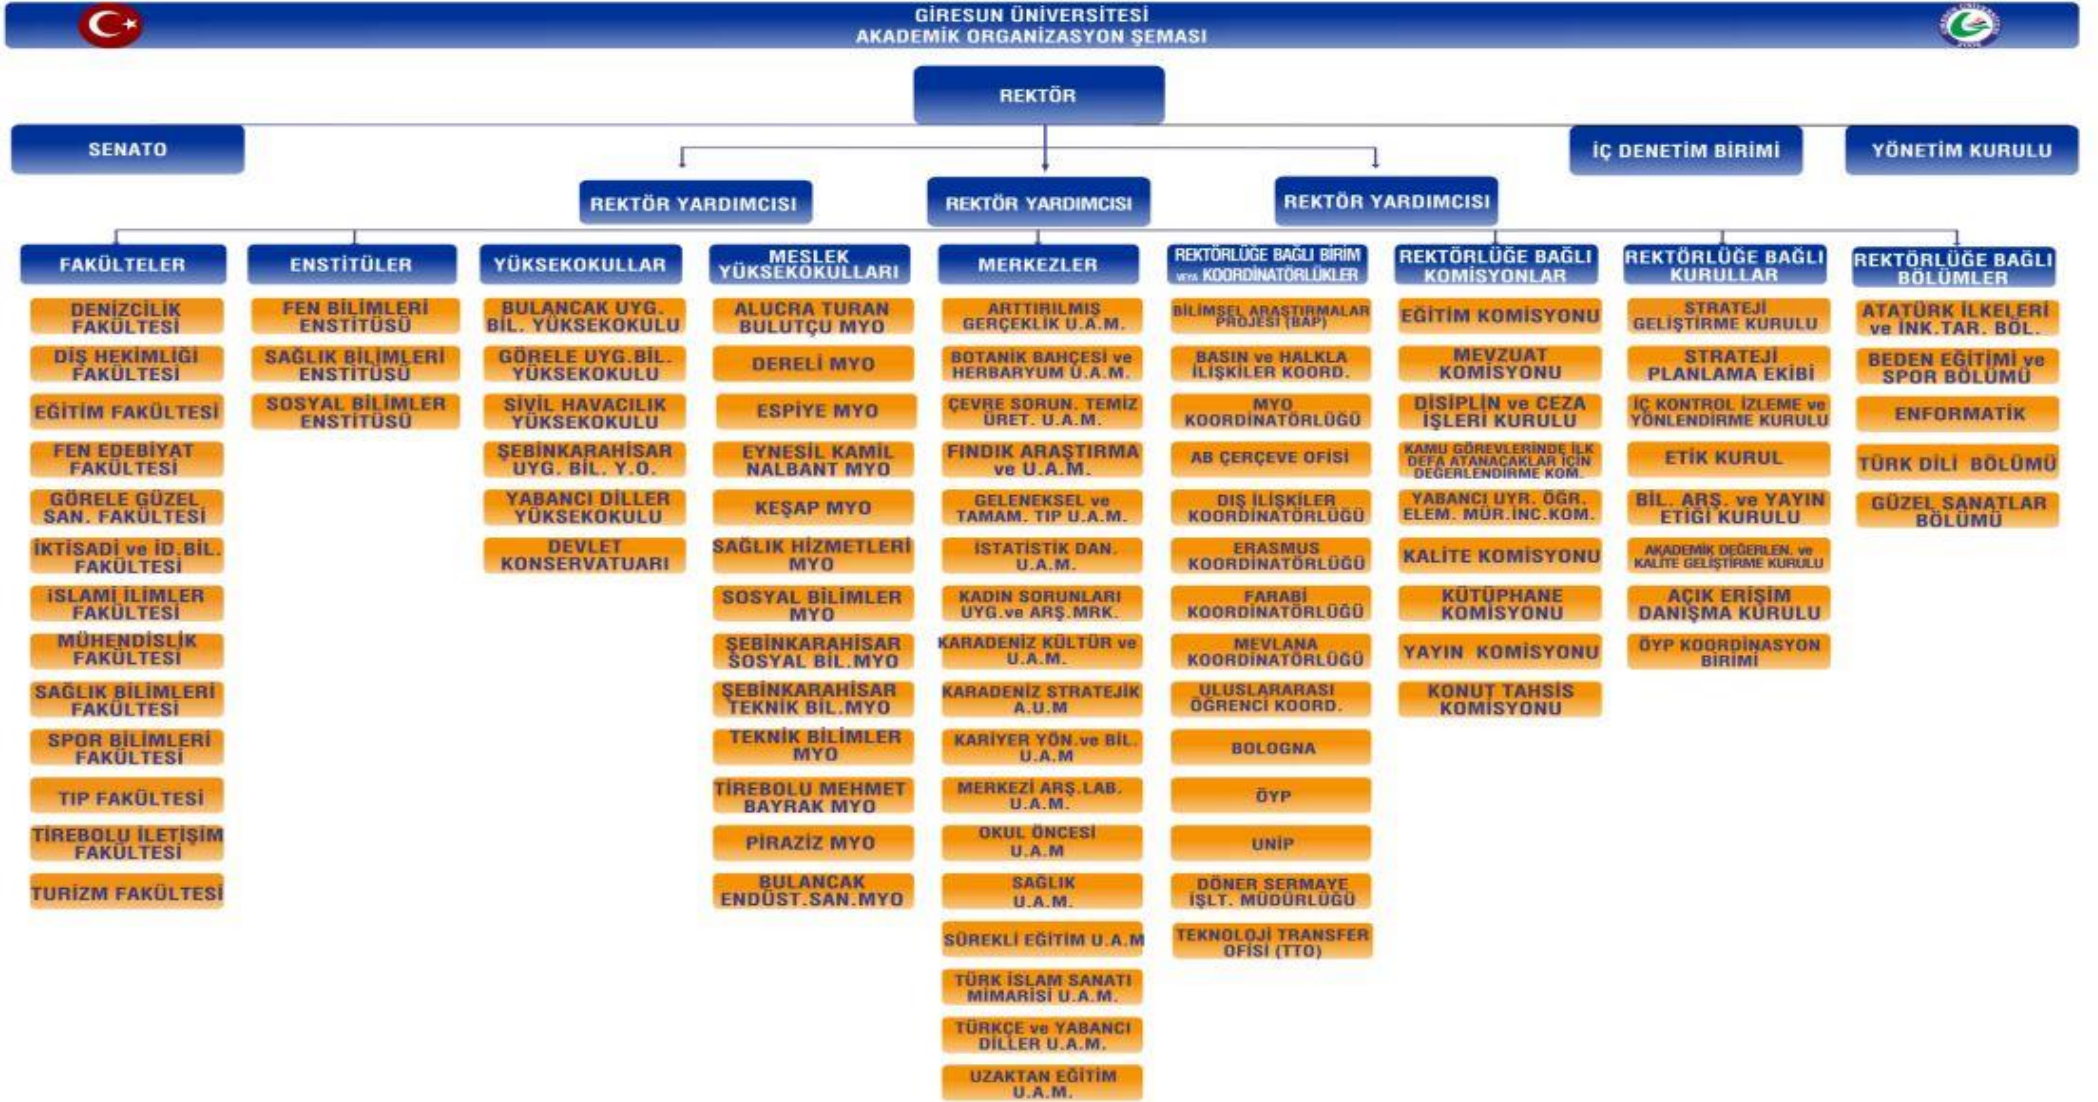 GİRESUN ÜNİVERSİTESİ
AKADEMİK ORGANİZASYON ŞEMASI
REKTÖR
SENATO
İÇ DENETİM BİRİMİ
YÖNETİM KURULU
REKTÖR YARDIMCISI
REKTÖR YARDIMCISI
REKTÖR YARDIMCISI
FAKÜLTELER
DENİZCİLİK
FAKÜLTESİ
DİŞ HEKİMLİĞİ
FAKÜLTESİ
EĞİTİM FAKÜLTESİ
FEN EDEBİYAT
FAKÜLTESİ
GÖRELE GÜZEL
SAN. FAKÜLTESİ
İKTİSADİ ve İD.BİL.
FAKÜLTESİ
iSLAMİ İLİMLER
FAKÜLTESİ
MÜHENDİSLİK
FAKÜLTESİ
SAĞLIK BİLİMLERİ
FAKÜLTESİ
SPOR BİLİMLERİ
FAKÜLTESİ
TIP FAKÜLTESİ
TİREBOLU İLETİŞİM
FAKÜLTESİ
TURİZM FAKÜLTESİ
ENSTİTÜLER
FEN BİLİMLERİ
ENSTİTÜSÜ
SAĞLIK BİLİMLERİ
ENSTİTÜSÜ
SOSYAL BİLİMLER
ENSTİTÜSÜ
YÜKSEKOKULLAR
BULANCAK UYG.
BİL. YÜKSEKOKULU
GÖRELE UYG.BİL.
YÜKSEKOKULU
SİVİL HAVACILIK
YÜKSEKOKULU
ŞEBİNKARAHİSAR
UYG. BİL. Y.O.
YABANCI DİLLER
YÜKSEKOKULU
DEVLET
KONSERVATUARI
MESLEK
YÜKSEKOKULLARI
ALUCRA TURAN
BULUTÇU MYO
DERELİ MYO
ESPİYE MYO
EYNESİL KAMİL
NALBANT MYO
KEŞAP MYO
SAĞLIK HİZMETLERİ
MYO
SOSYAL BİLİMLER
MYO
ŞEBİNKARAHİSAR
SOSYAL BİL.MYO
ŞEBİNKARAHİSAR
TEKNİK BİL.MYO
TEKNİK BİLİMLER
MYO
TİREBOLU MEHMET
BAYRAK MYO
PİRAZİZ MYO
BULANCAK
ENDÜST.SAN.MYO
MERKEZLER
ARTTIRILMIŞ
GERÇEKLİK U.A.M.
BOTANİK BAHÇESİ ve
HERBARYUM U.A.M.
ÇEVRE SORUN. TEMİZ
ÜRET. U.A.M.
FINDIK ARAŞTIRMA
ve U.A.M.
GELENEKSEL ve
TAMAM. TIP U.A.M.
İSTATİSTİK DAN.
U.A.M.
KADIN SORUNLARI
UYG.ve ARŞ.MRK.
KARADENİZ KÜLTÜR ve
U.A.M.
KARADENİZ STRATEJİK
A.U.M
KARİYER YÖN.ve BİL.
U.A.M
MERKEZİ ARŞ.LAB.
U.A.M.
OKUL ÖNCESİ
U.A.M
SAĞLIK
U.A.M.
SÜREKLİ EĞİTİM U.A.M
TÜRK İSLAM SANATI
MİMARİSİ U.A.M.
TÜRKÇE ve YABANCI
DİLLER U.A.M.
UZAKTAN EĞİTİM
U.A.M.
REKTÖRLÜĞE BAĞLI BİRİM
VEYA KOORDİNATÖRLÜKLER
BİLİMSEL ARAŞTIRMALAR
PROJESİ (BAP)
BASIN ve HALKLA
İLİŞKİLER KOORD.
MYO
KOORDİNATÖRLÜĞÜ
AB ÇERÇEVE OFİSİ
DIŞ İLİŞKİLER
KOORDİNATÖRLÜĞÜ
ERASMUS
KOORDİNATÖRLÜĞÜ
FARABİ
KOORDİNATÖRLÜĞÜ
MEVLANA
KOORDİNATÖRLÜĞÜ
ULUSLARARASI
ÖĞRENCİ KOORD.
BOLOGNA
ÖYP
UNİP
DÖNER SERMAYE
İŞLT. MÜDÜRLÜĞÜ
TEKNOLOJİ TRANSFER
OFİSİ (TTO)
REKTÖRLÜĞE BAĞLI
KOMİSYONLAR
EĞİTİM KOMİSYONU
MEVZUAT
KOMİSYONU
DİSİPLİN ve CEZA
İŞLERİ KURULU
KAMU GÖREVLERİNDE İLK
DEFA ATANACAKLAR İÇİN
DEĞERLENDİRME KOM.
YABANCI UYR. ÖĞR.
ELEM. MÜR.İNC.KOM.
KALİTE KOMİSYONU
KÜTÜPHANE
KOMİSYONU
YAYIN KOMİSYONU
KONUT TAHSİS
KOMİSYONU
REKTÖRLÜĞE BAĞLI
KURULLAR
STRATEJİ
GELİŞTİRME KURULU
STRATEJİ
PLANLAMA EKİBİ
İÇ KONTROL İZLEME ve
YÖNLENDİRME KURULU
ETİK KURUL
BİL. ARŞ. ve YAYIN
ETİĞİ KURULU
AKADEMİK DEĞERLEN. ve
KALİTE GELİŞTİRME KURULU
AÇIK ERİŞİM
DANIŞMA KURULU
ÖYP KOORDİNASYON
BİRİMİ
REKTÖRLÜĞE BAĞLI
BÖLÜMLER
ATATÜRK İLKELERİ
ve İNK.TAR. BÖL.
BEDEN EĞİTİMİ ve
SPOR BÖLÜMÜ
ENFORMATİK
TÜRK DİLİ BÖLÜMÜ
GÜZEL SANATLAR
BÖLÜMÜ